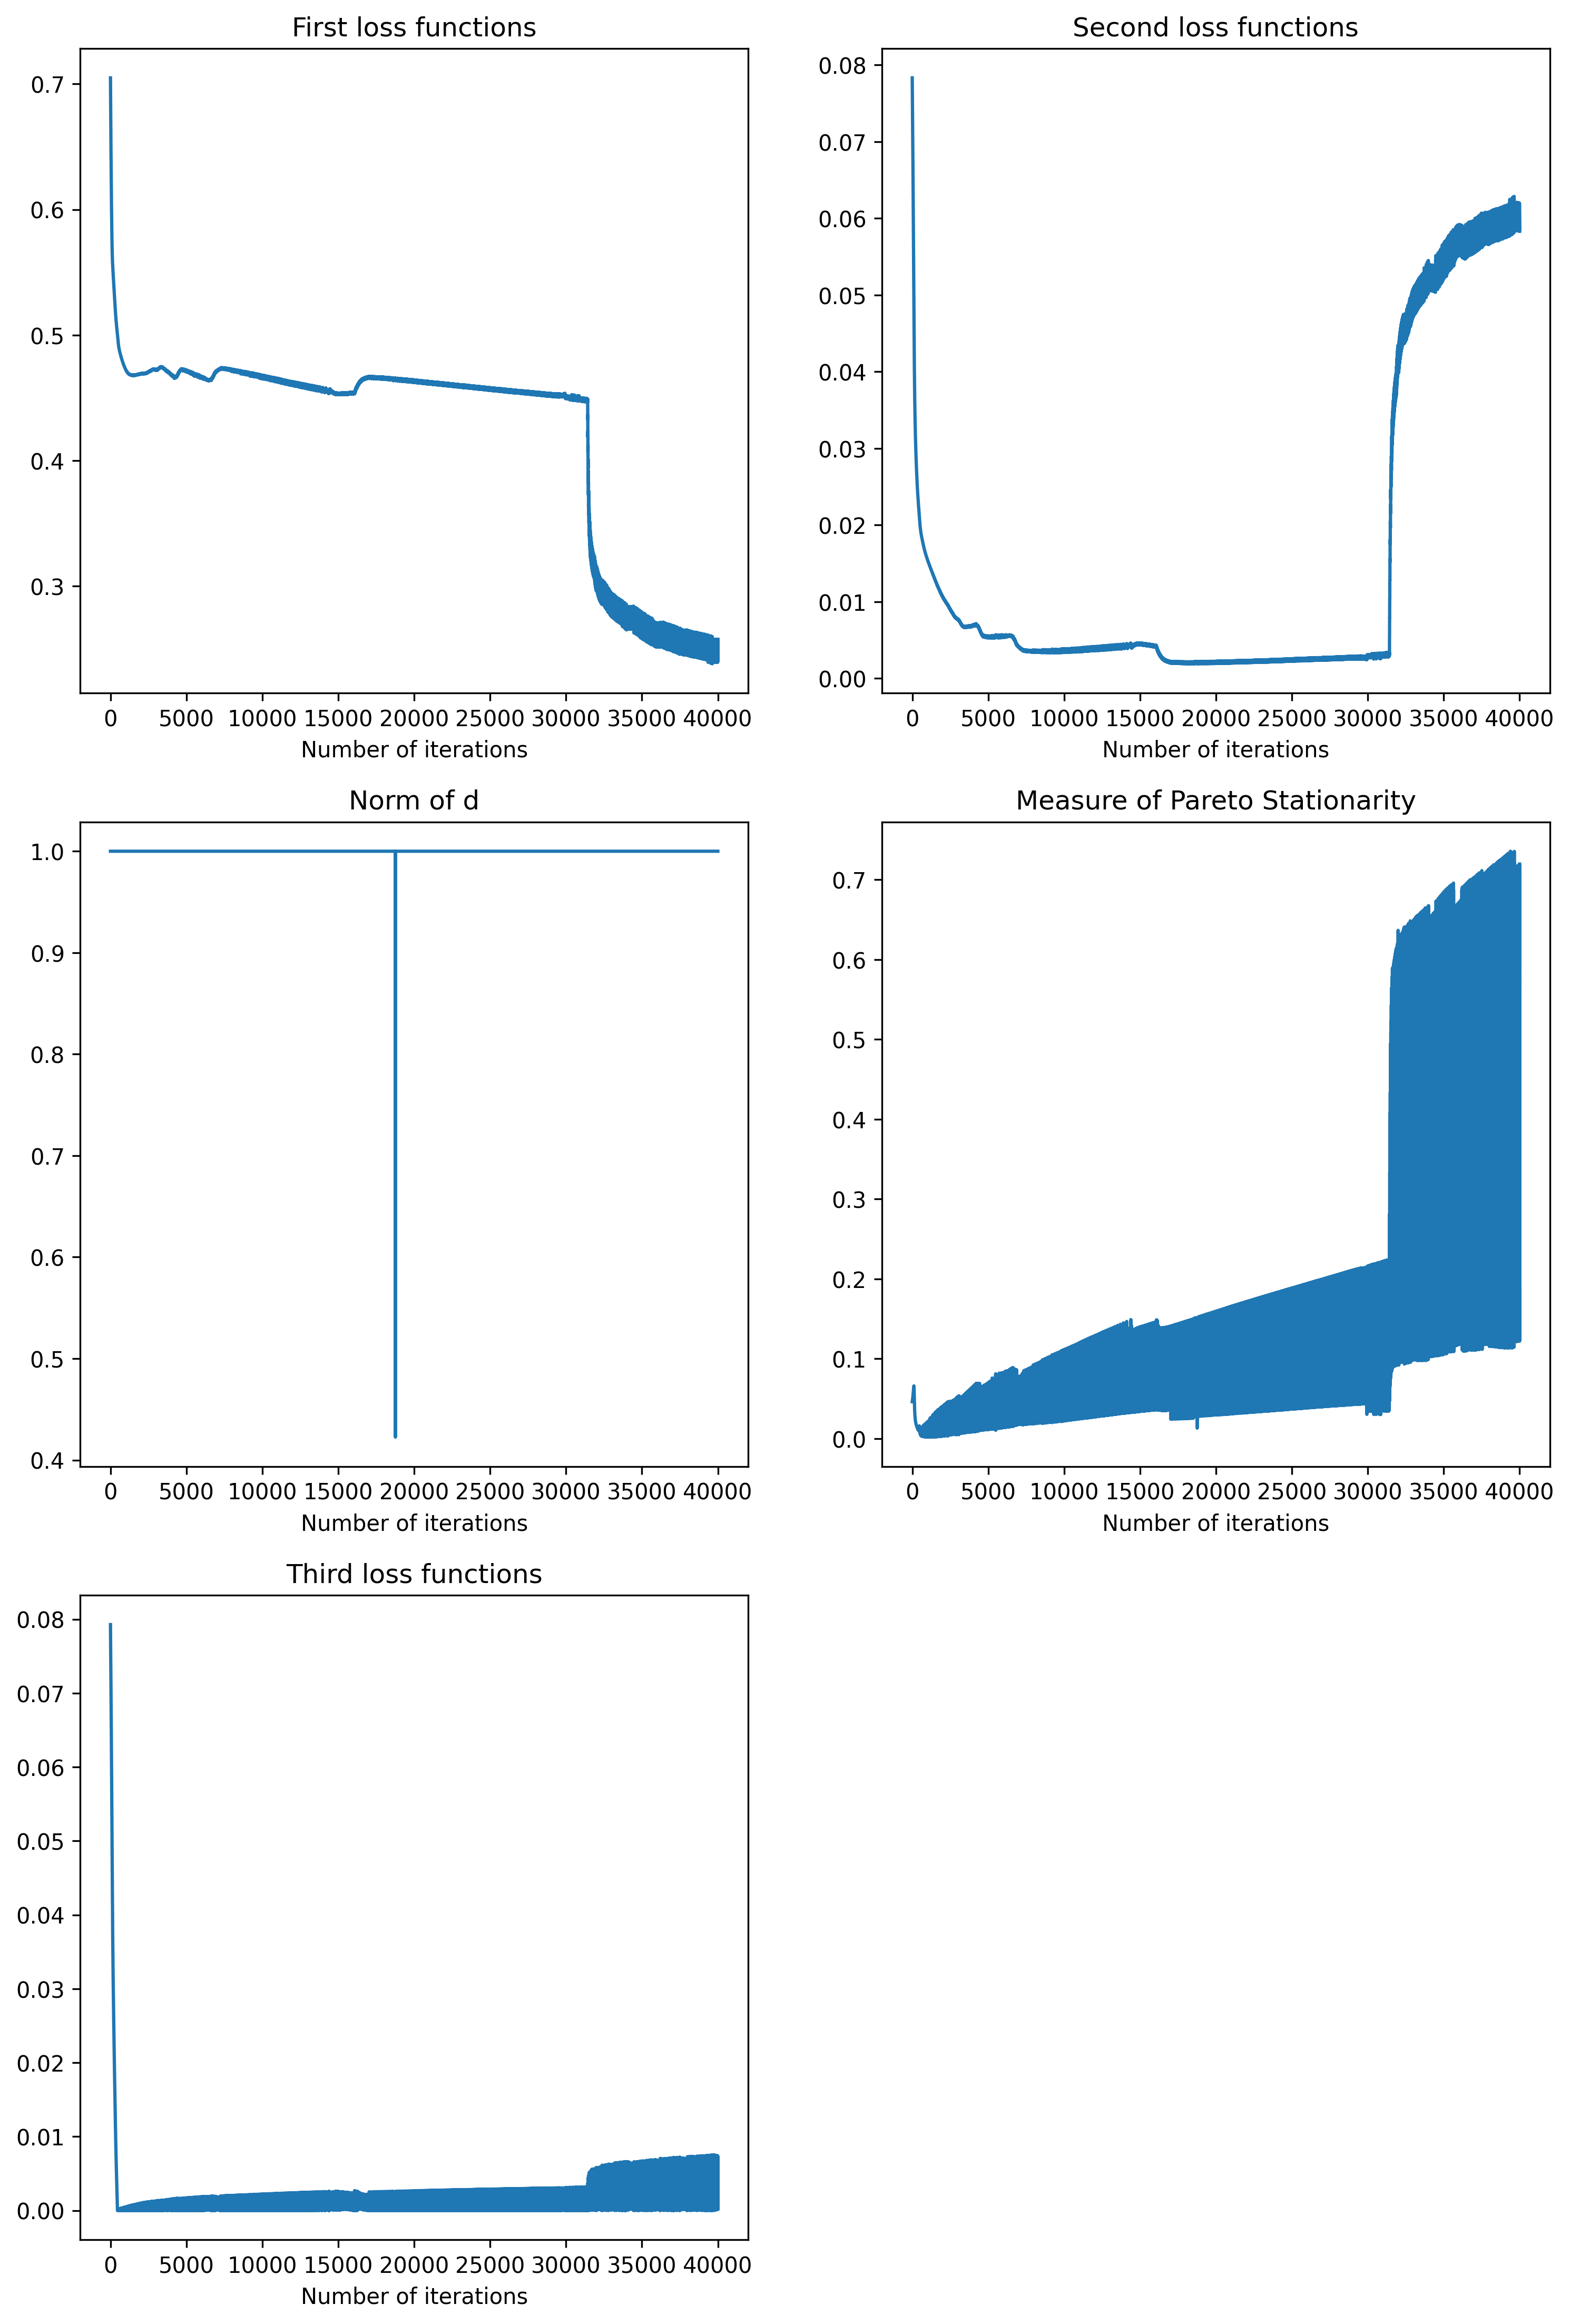 First loss functions
0.7
0.6
0.5
0.4
0.3
0 5000 10000 15000 20000 25000 30000 35000 40000
Number of iterations
Second loss functions
0.08
0.07
0.06
0.05
0.04
0.03
0.02
0.01
0.00
0 5000 10000 15000 20000 25000 30000 35000 40000
Number of iterations
Norm of d
1.0
0.9
0.8
0.7
0.6
0.5
0.4
0 5000 10000 15000 20000 25000 30000 35000 40000
Number of iterations
Measure of Pareto Stationarity
0.7
0.6
0.5
0.4
0.3
0.2
0.1
0.0
0 5000 10000 15000 20000 25000 30000 35000 40000
Number of iterations
Third loss functions
0.08
0.07
0.06
0.05
0.04
0.03
0.02
0.01
0.00
0 5000 10000 15000 20000 25000 30000 35000 40000
Number of iterations